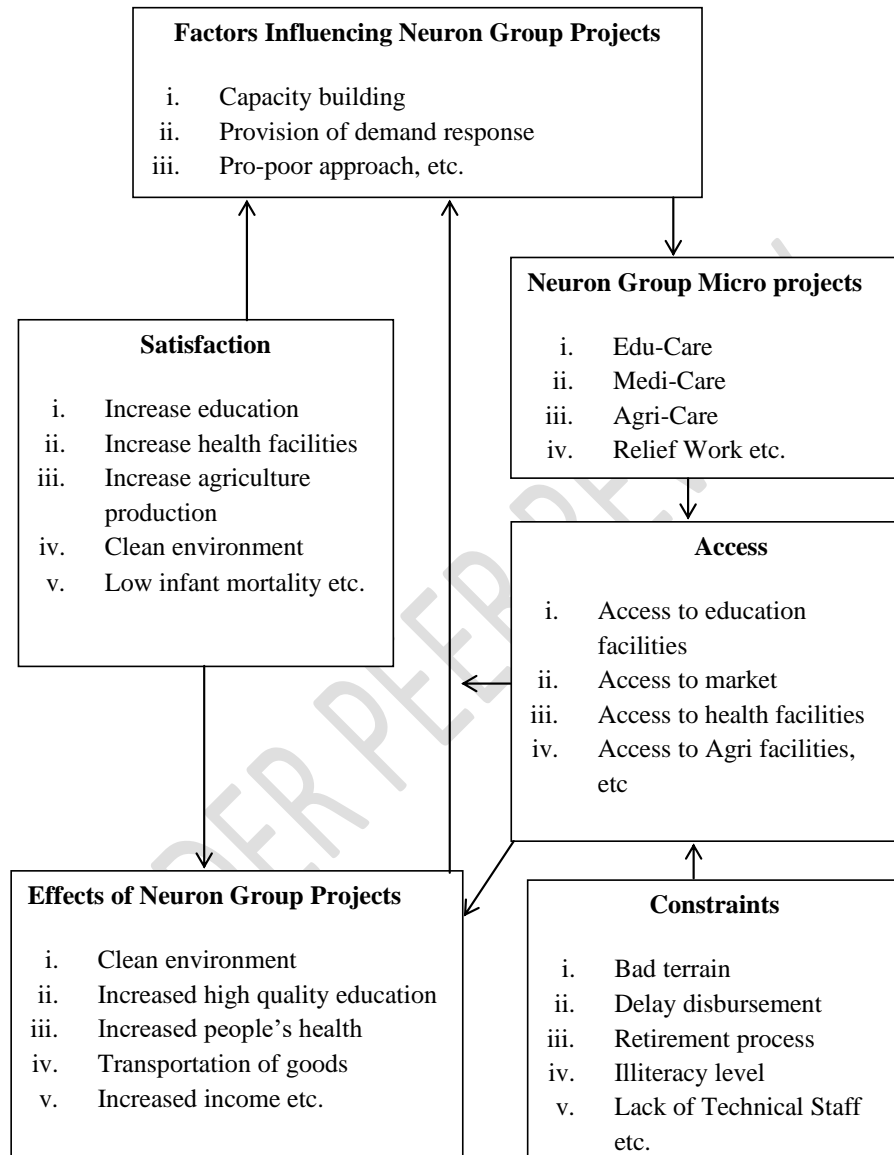 Factors Influencing Neuron Group Projects
i. Capacity building
ii. Provision of demand response
iii. Pro-poor approach, etc.
Neuron Group Micro projects
i. Edu-Care
ii. Medi-Care
iii. Agri-Care
iv. Relief Work etc.
Satisfaction
i. Increase education
ii. Increase health facilities
iii. Increase agriculture
production
iv. Clean environment
v. Low infant mortality etc.
Access
i. Access to education
facilities
ii. Access to market
iii. Access to health facilities
iv. Access to Agri facilities,
etc
Effects of Neuron Group Projects
i. Clean environment
ii. Increased high quality education
iii. Increased people’s health
iv. Transportation of goods
v. Increased income etc.
Constraints
i. Bad terrain
ii. Delay disbursement
iii. Retirement process
iv. Illiteracy level
v. Lack of Technical Staff
etc.